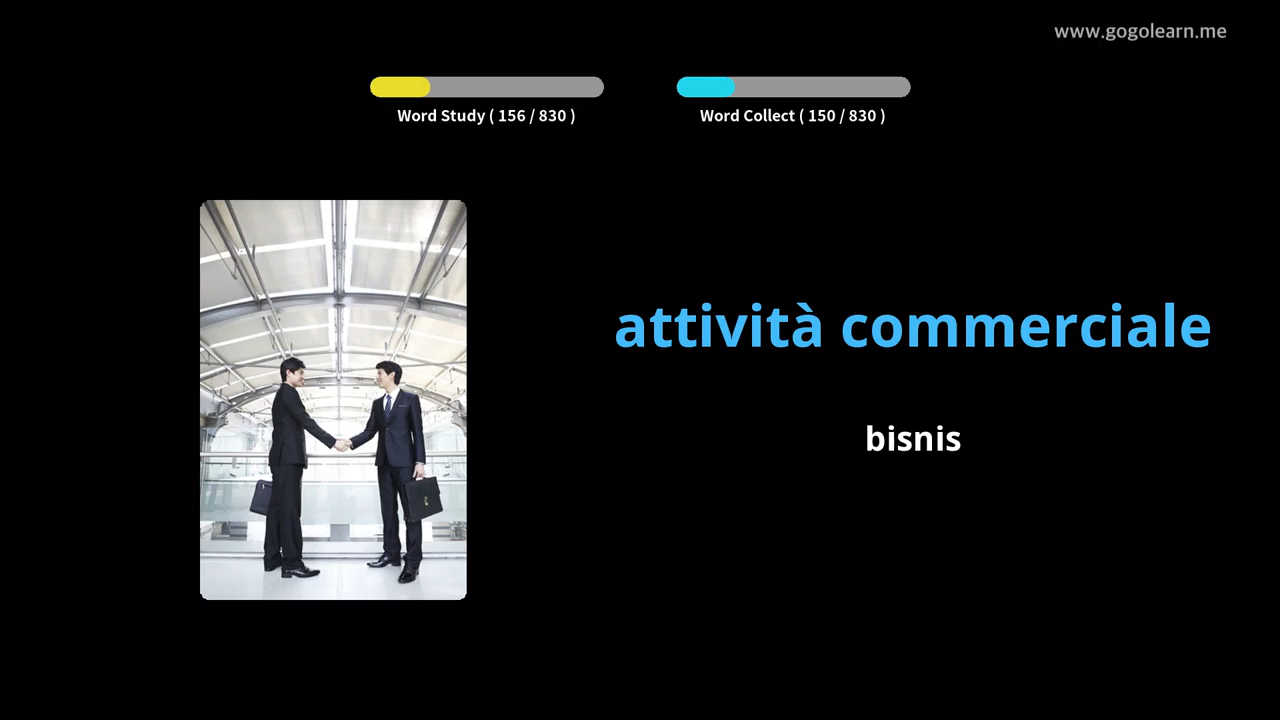 www.gogolearn.me
Word Study ( 156 / 830 )
Word Collect ( 150 / 830 )
attività commerciale
bisnis